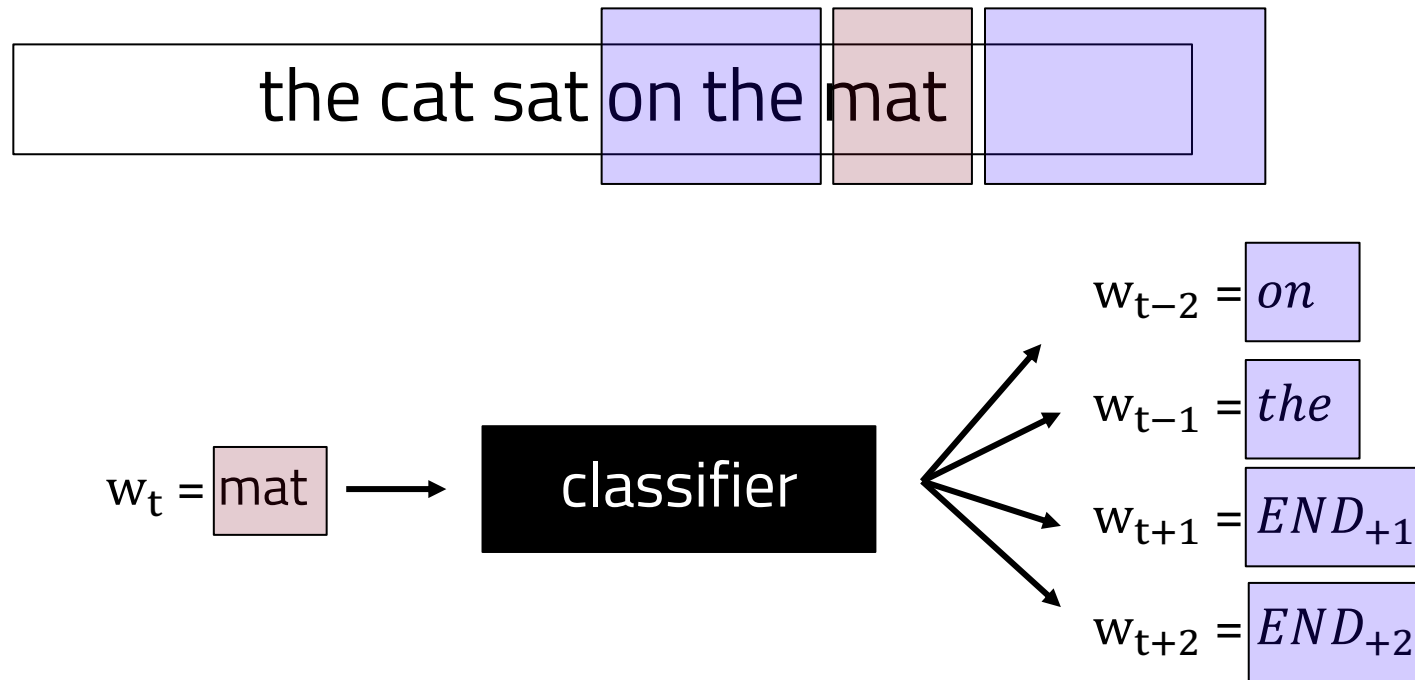 the cat sat on the mat
w_{t−2} = on
w_{t−1} = the
w_t = mat
classifier
w_{t+1} = END_{+1}
w_{t+2} = END_{+2}